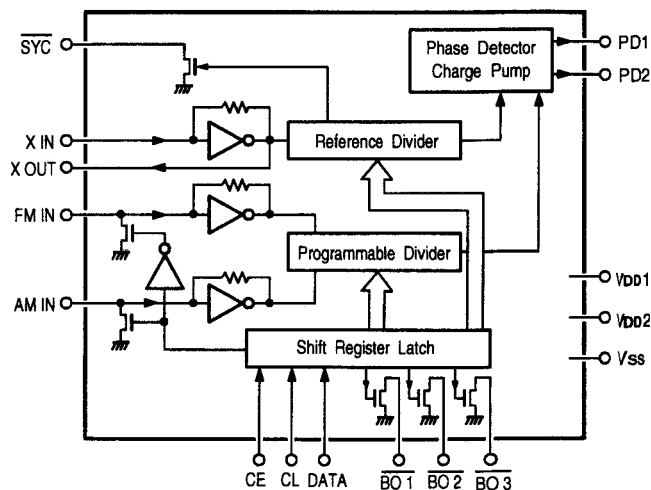 SYC
Phase Detector
Charge Pump
PD1
PD2
X IN
Reference Divider
X OUT
FM IN
Programmable Divider
AM IN
VDD1
VDD2
Vss
Shift Register Latch
CE
CL
DATA
BO 1
BO 2
BO 3